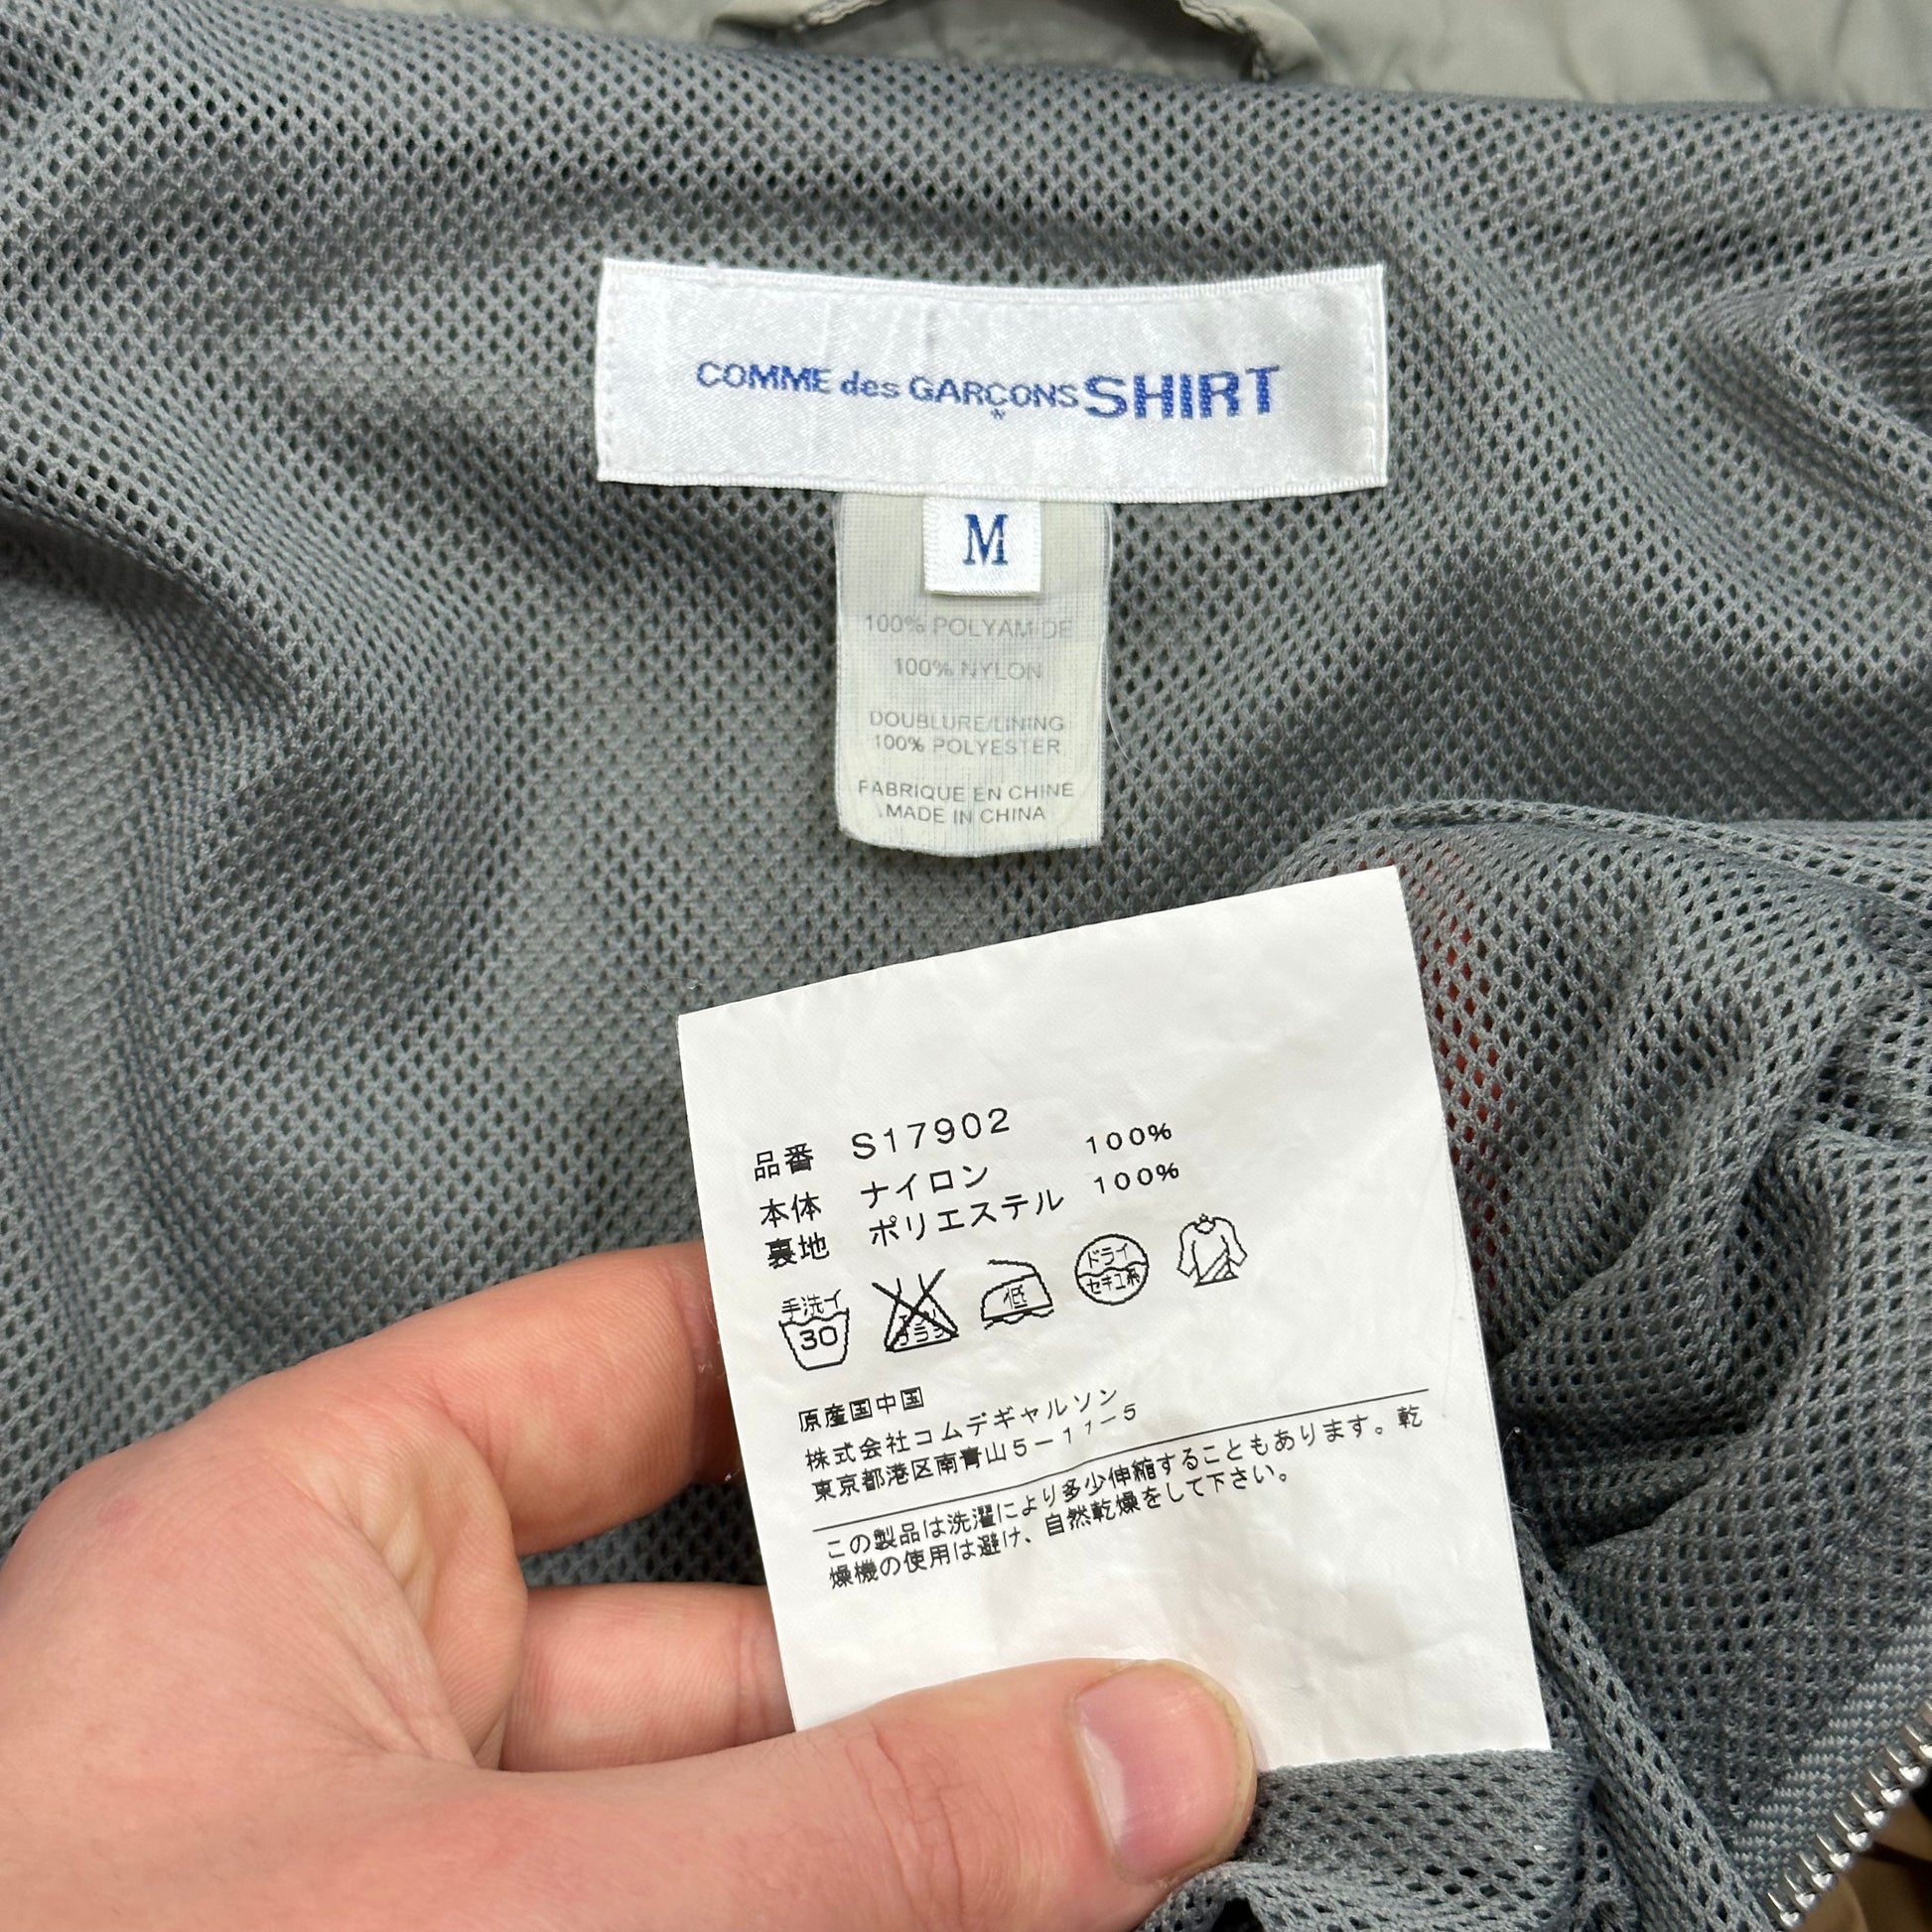 COMME des GARÇONS SHIRT
M
100% POLYAMIDE
100% NYLON
DOUBLURE/LINING
100% POLYESTER
FABRIQUE EN CHINE
MADE IN CHINA
品番 S17902
本体 ナイロン 100%
裏地 ポリエステル 100%
手洗イ 30 低 ドライ セキユ系
原産国中国
株式会社コムデギャルソン
東京都港区南青山5-11-5
この製品は洗濯により多少伸縮することもあります。乾
燥機の使用は避け、自然乾燥をして下さい。